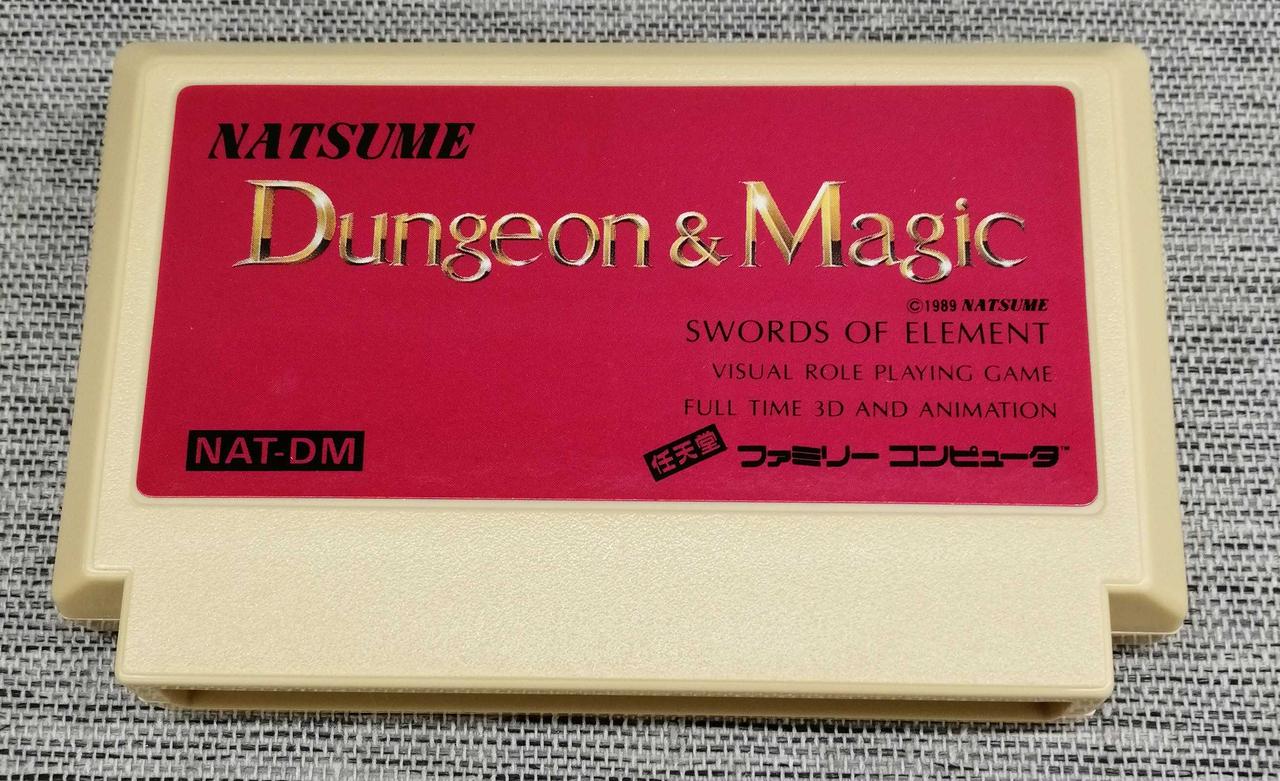 NATSUME
Dungeon & Magic
©1989 NATSUME
SWORDS OF ELEMENT
VISUAL ROLE PLAYING GAME
FULL TIME 3D AND ANIMATION
NAT-DM
任天堂 ファミリー コンピュータ™